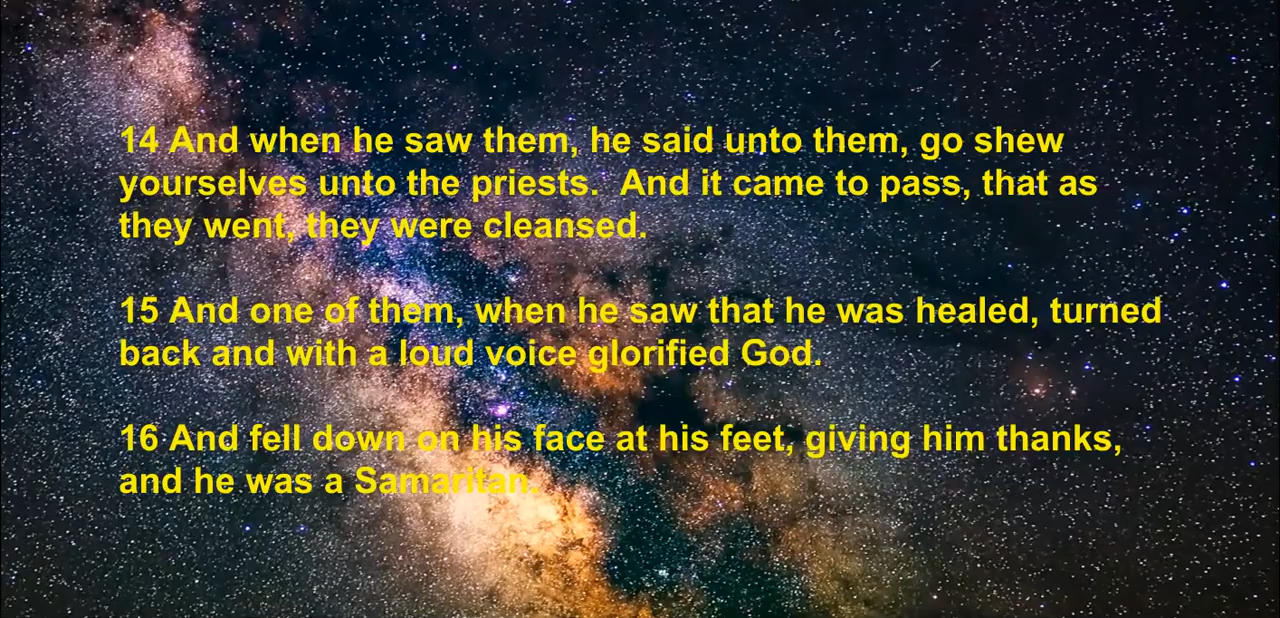 14 And when he saw them, he said unto them, go shew
yourselves unto the priests.  And it came to pass, that as
they went, they were cleansed.
15 And one of them, when he saw that he was healed, turned
back and with a loud voice glorified God.
16 And fell down on his face at his feet, giving him thanks,
and he was a Samaritan.